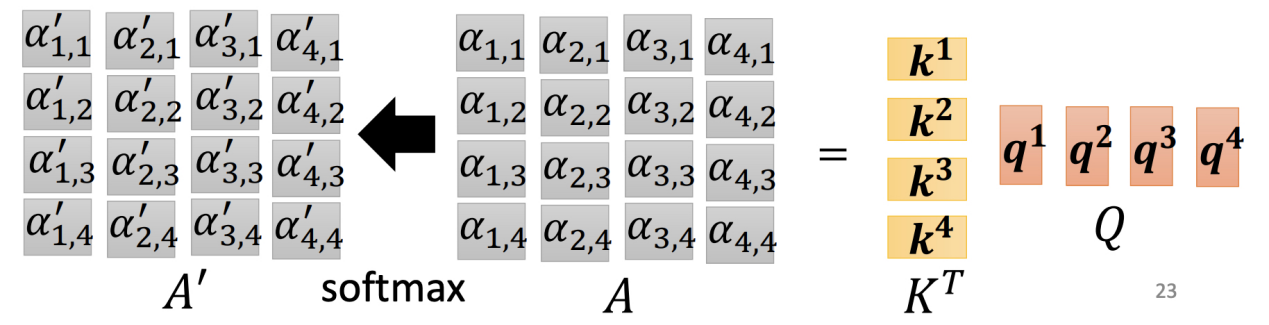 α′1,1 α′2,1 α′3,1 α′4,1 α1,1 α2,1 α3,1 α4,1 k1
α′1,2 α′2,2 α′3,2 α′4,2 α1,2 α2,2 α3,2 α4,2 k2
= q1 q2 q3 q4
α′1,3 α′2,3 α′3,3 α′4,3 α1,3 α2,3 α3,3 α4,3 k3
α′1,4 α′2,4 α′3,4 α′4,4 α1,4 α2,4 α3,4 α4,4 k4
Q
A′ softmax A KT 23